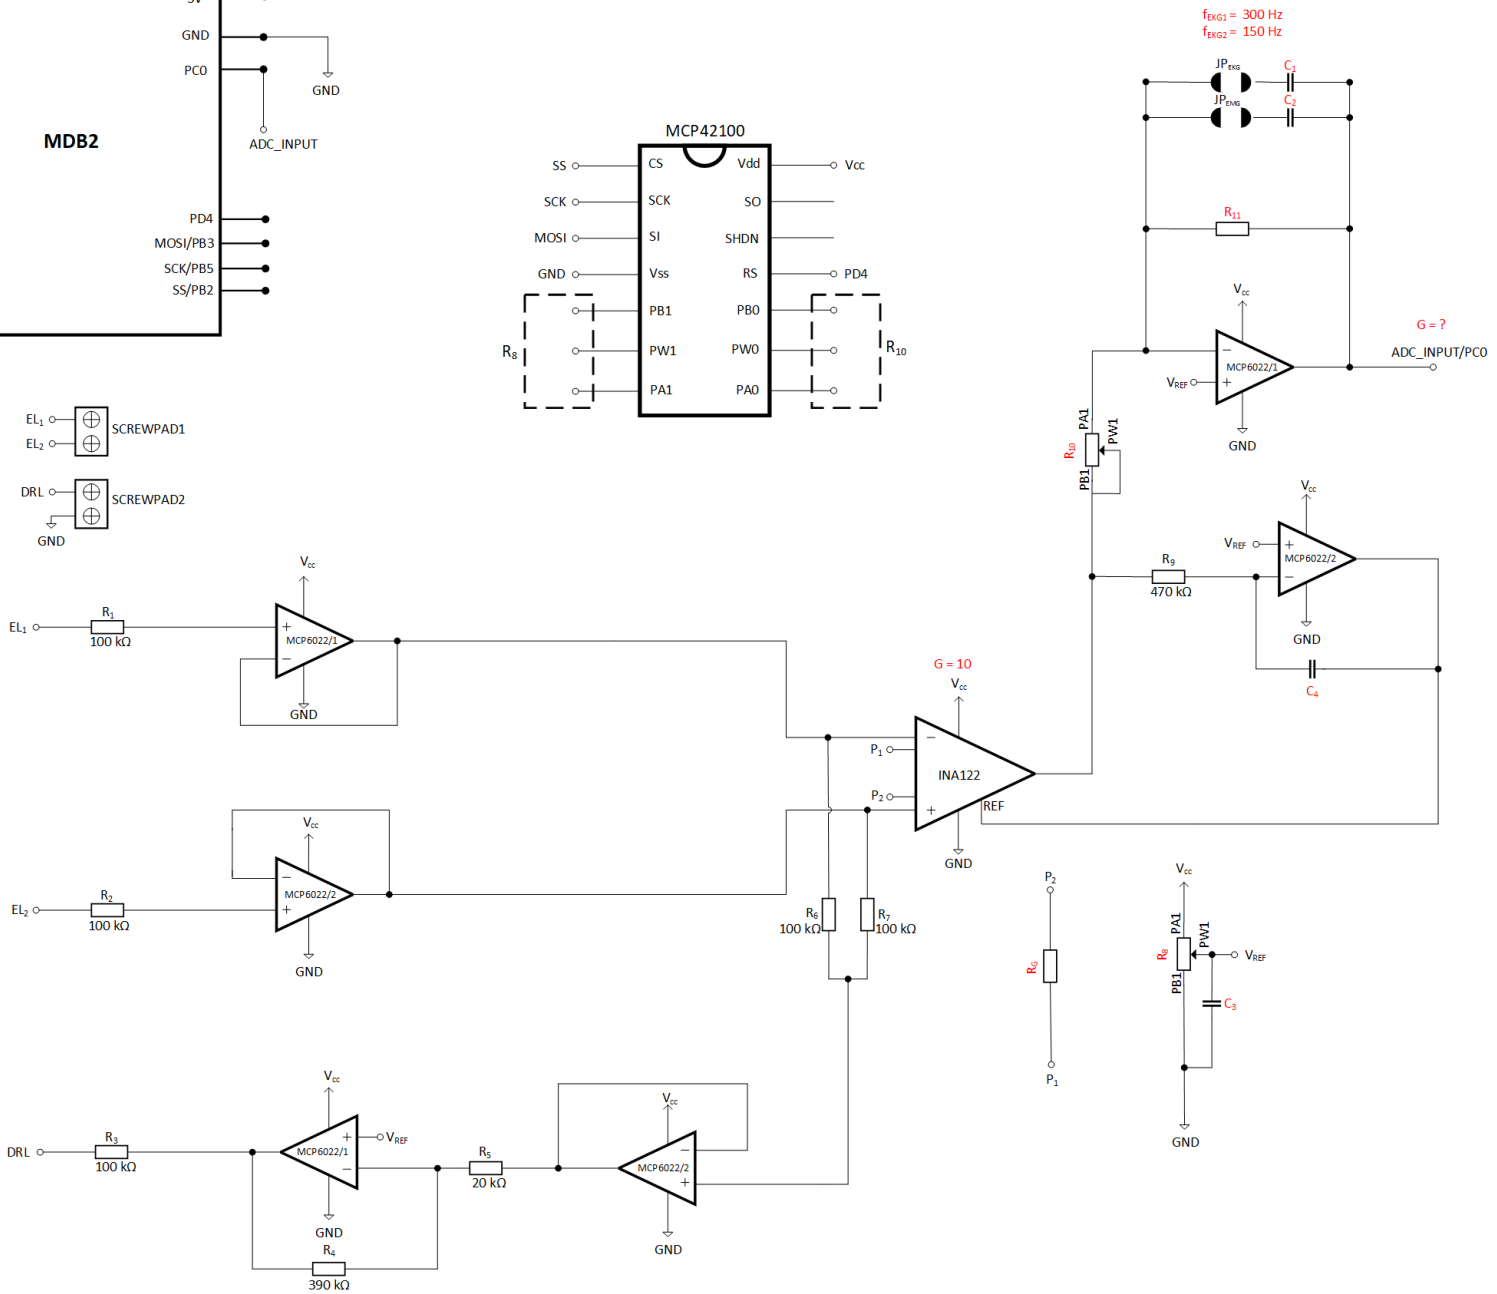 GND
PC0
GND
ADC_INPUT
MDB2
PD4
MOSI/PB3
SCK/PB5
SS/PB2
EL1
EL2
SCREWPAD1
DRL
SCREWPAD2
GND
MCP42100
SS
CS
Vdd
Vcc
SCK
SCK
SO
MOSI
SI
SHDN
GND
Vss
RS
PD4
PB1
PB0
R8
PW1
PW0
R10
PA1
PA0
fEKG1 = 300 Hz
fEKG2 = 150 Hz
JPEKG
C1
JPEMG
C2
R11
Vcc
G = ?
ADC_INPUT/PC0
MCP6022/1
VREF
GND
PA1
PW1
R10
PB1
Vcc
VREF
R9
470 kΩ
MCP6022/2
GND
C4
Vcc
EL1
R1
100 kΩ
MCP6022/1
GND
G = 10
Vcc
P1
INA122
P2
REF
GND
Vcc
EL2
R2
100 kΩ
MCP6022/2
GND
R6
100 kΩ
R7
100 kΩ
P2
RG
P1
Vcc
PA1
PW1
R8
PB1
VREF
C3
GND
Vcc
DRL
R3
100 kΩ
MCP6022/1
VREF
GND
R4
390 kΩ
R5
20 kΩ
Vcc
MCP6022/2
GND